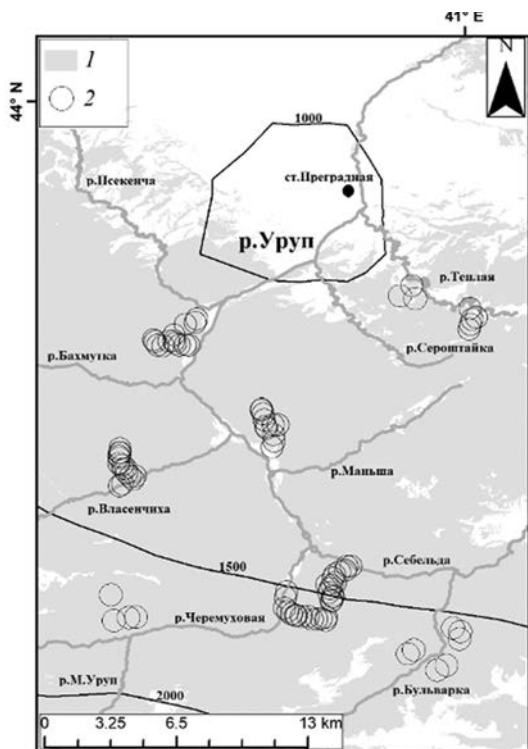 41° E
44° N
1
2
N
1000
р.Псекенча
ст.Преградная
р.Уруп
р.Теплая
р.Бахмутка
р.Сероштайка
р.Маньша
р.Власенчиха
1500
р.Себельда
р.Черемуховая
р.М.Уруп
2000
р.Бульварка
0 3.25 6.5 13 km